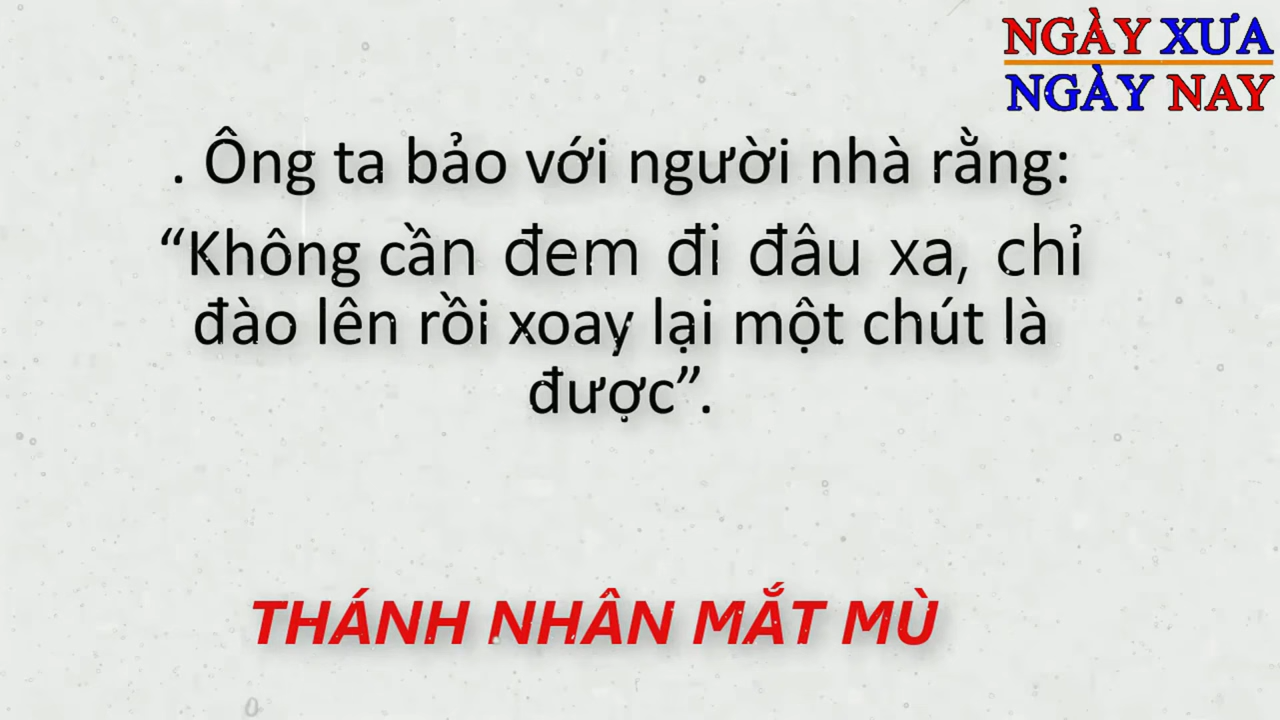 NGÀY XƯA
NGÀY NAY
. Ông ta bảo với người nhà rằng:
“Không cần đem đi đâu xa, chỉ
đào lên rồi xoay lại một chút là
được”.
THÁNH NHÂN MẮT MÙ